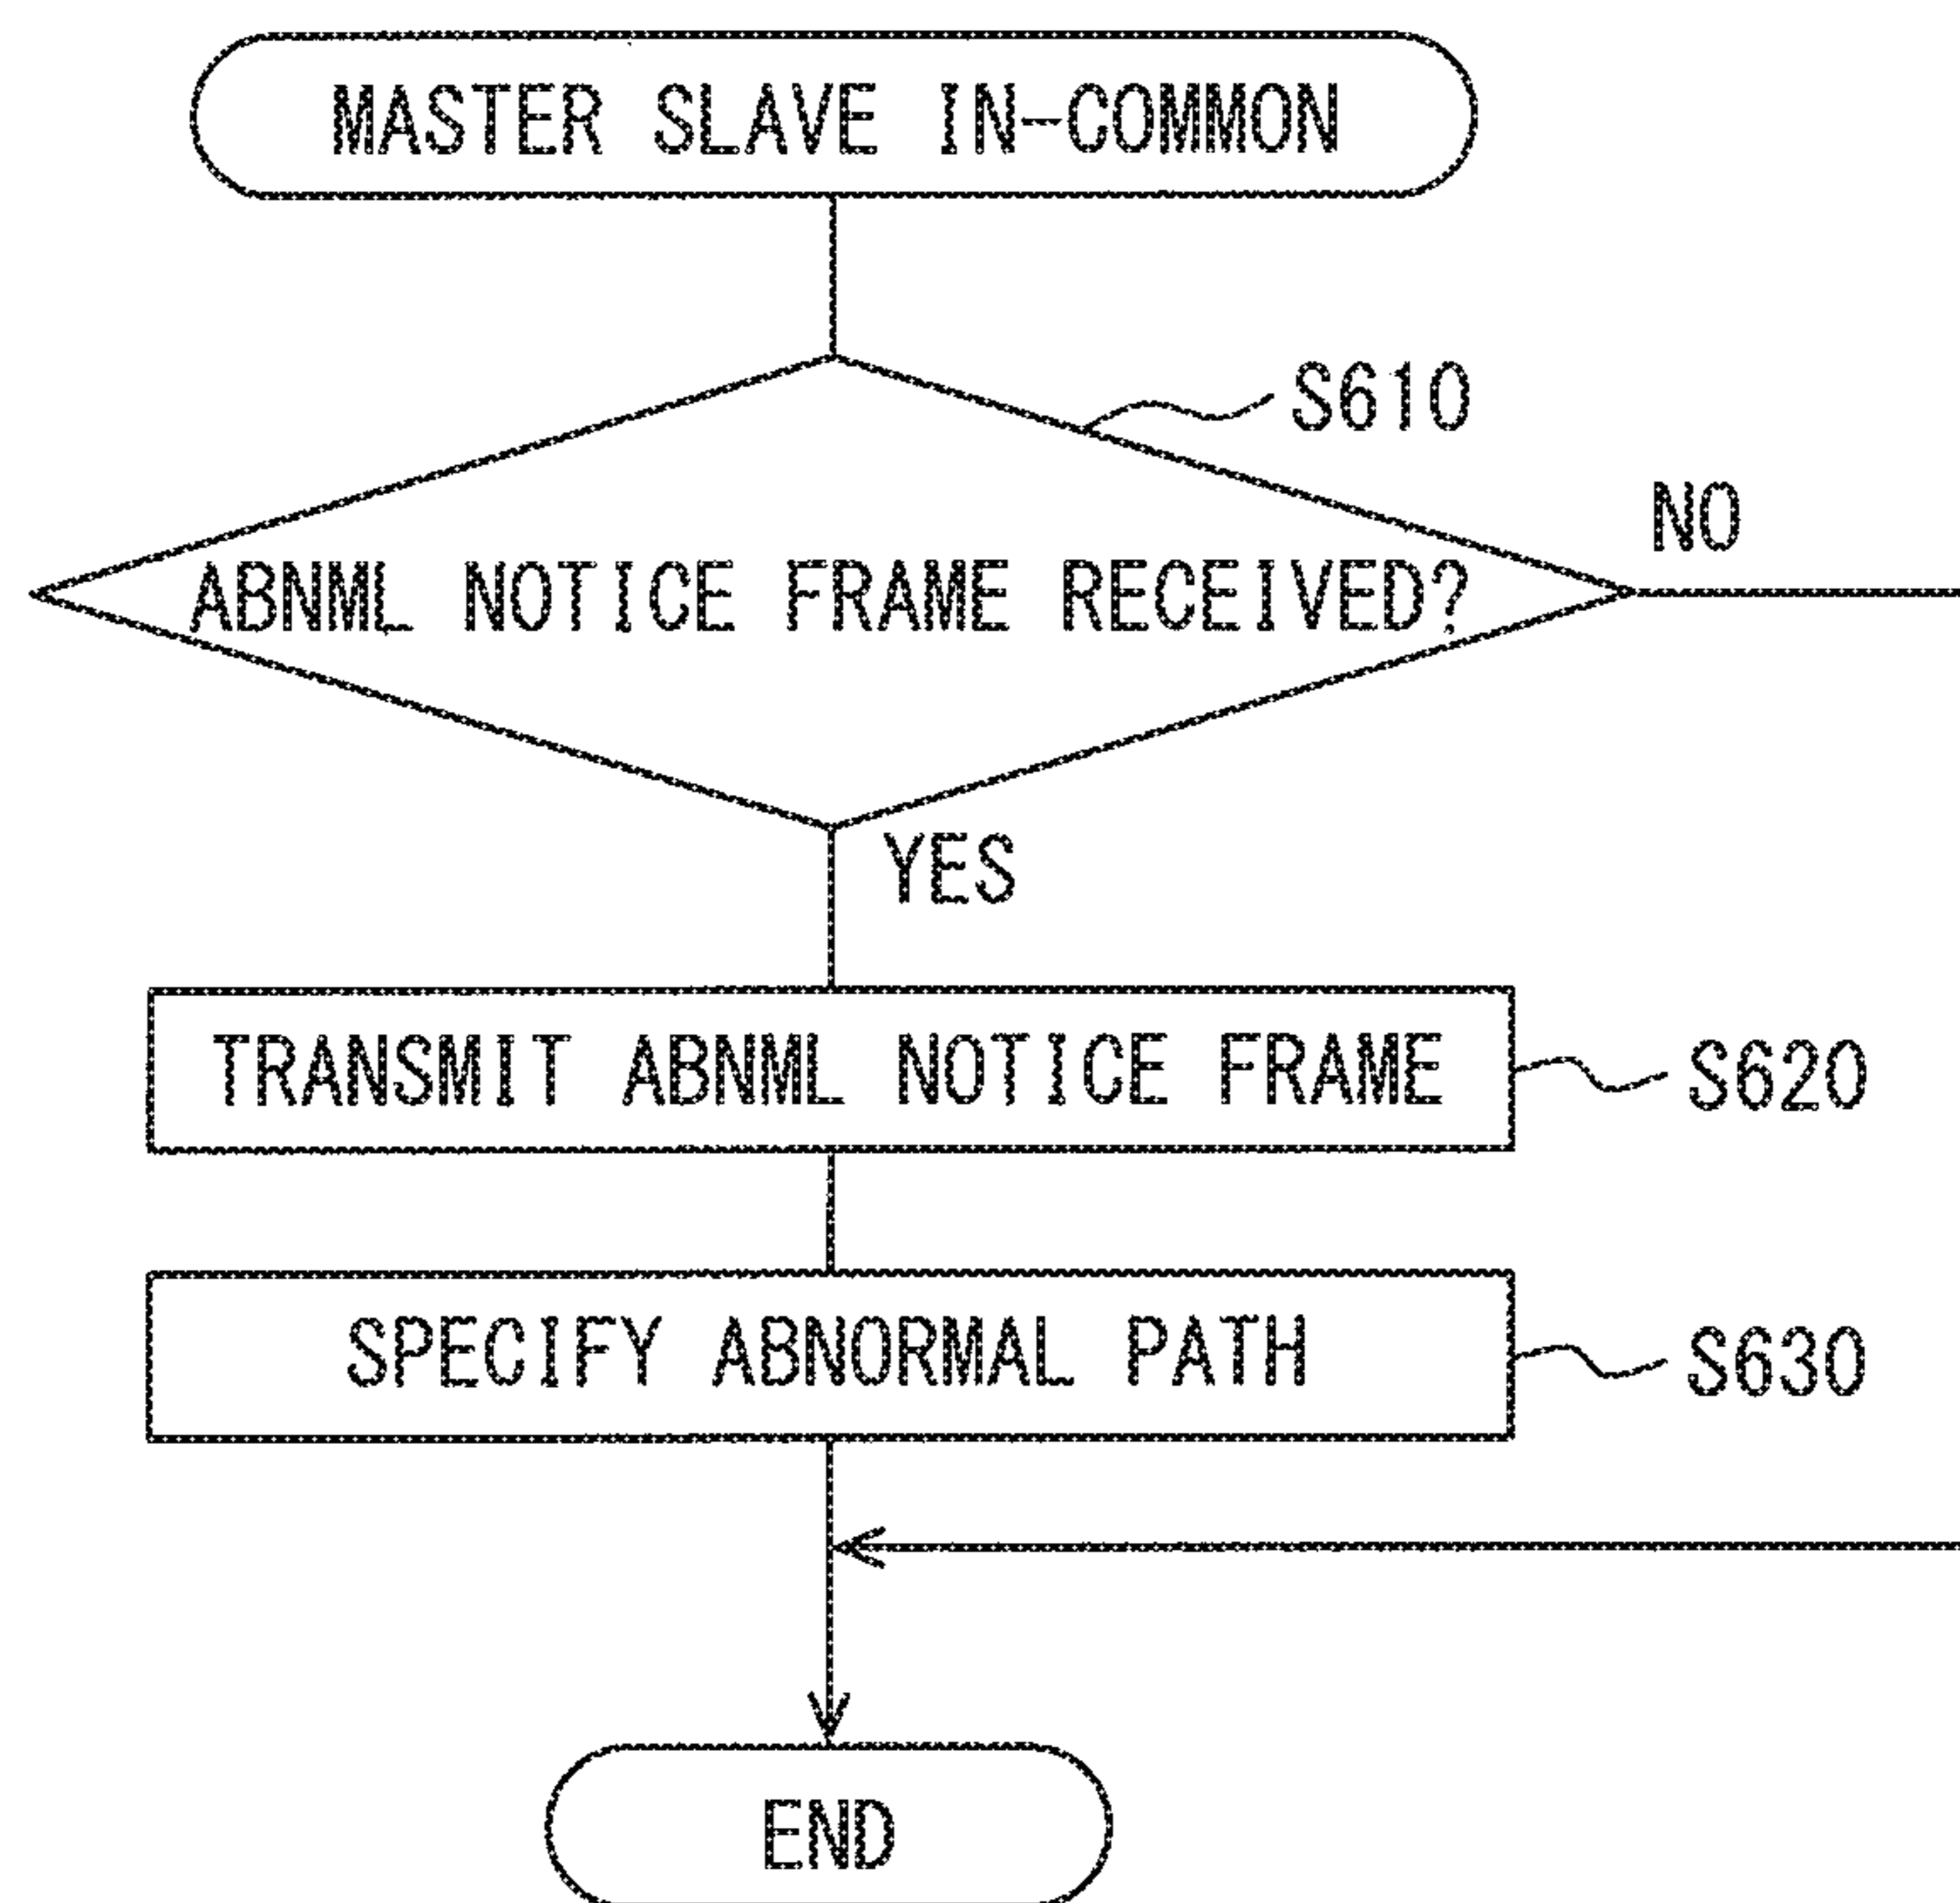 MASTER SLAVE IN-COMMON
S610
NO
ABNML NOTICE FRAME RECEIVED?
YES
TRANSMIT ABNML NOTICE FRAME
S620
SPECIFY ABNORMAL PATH
S630
END